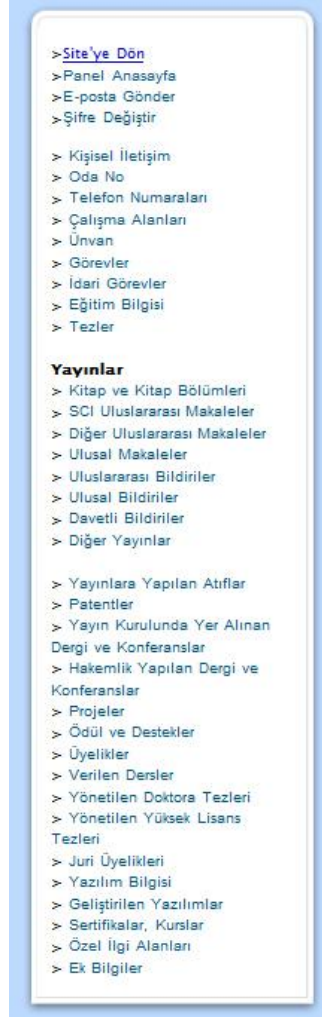 >Site'ye Dön
>Panel Anasayfa
>E-posta Gönder
>Şifre Değiştir
> Kişisel İletişim
> Oda No
> Telefon Numaraları
> Çalışma Alanları
> Ünvan
> Görevler
> İdari Görevler
> Eğitim Bilgisi
> Tezler
Yayınlar
> Kitap ve Kitap Bölümleri
> SCI Uluslararası Makaleler
> Diğer Uluslararası Makaleler
> Ulusal Makaleler
> Uluslararası Bildiriler
> Ulusal Bildiriler
> Davetli Bildiriler
> Diğer Yayınlar
> Yayınlara Yapılan Atıflar
> Patentler
> Yayın Kurulunda Yer Alınan
Dergi ve Konferanslar
> Hakemlik Yapılan Dergi ve
Konferanslar
> Projeler
> Ödül ve Destekler
> Üyelikler
> Verilen Dersler
> Yönetilen Doktora Tezleri
> Yönetilen Yüksek Lisans
Tezleri
> Juri Üyelikleri
> Yazılım Bilgisi
> Geliştirilen Yazılımlar
> Sertifikalar, Kurslar
> Özel İlgi Alanları
> Ek Bilgiler